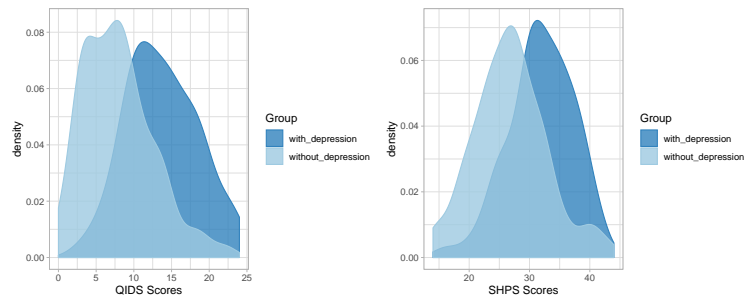 0.08
0.06
0.04
0.02
0.00
density
0
5
10
15
20
25
QIDS Scores
Group
with_depression
without_depression
0.06
0.04
0.02
0.00
density
20
30
40
SHPS Scores
Group
with_depression
without_depression